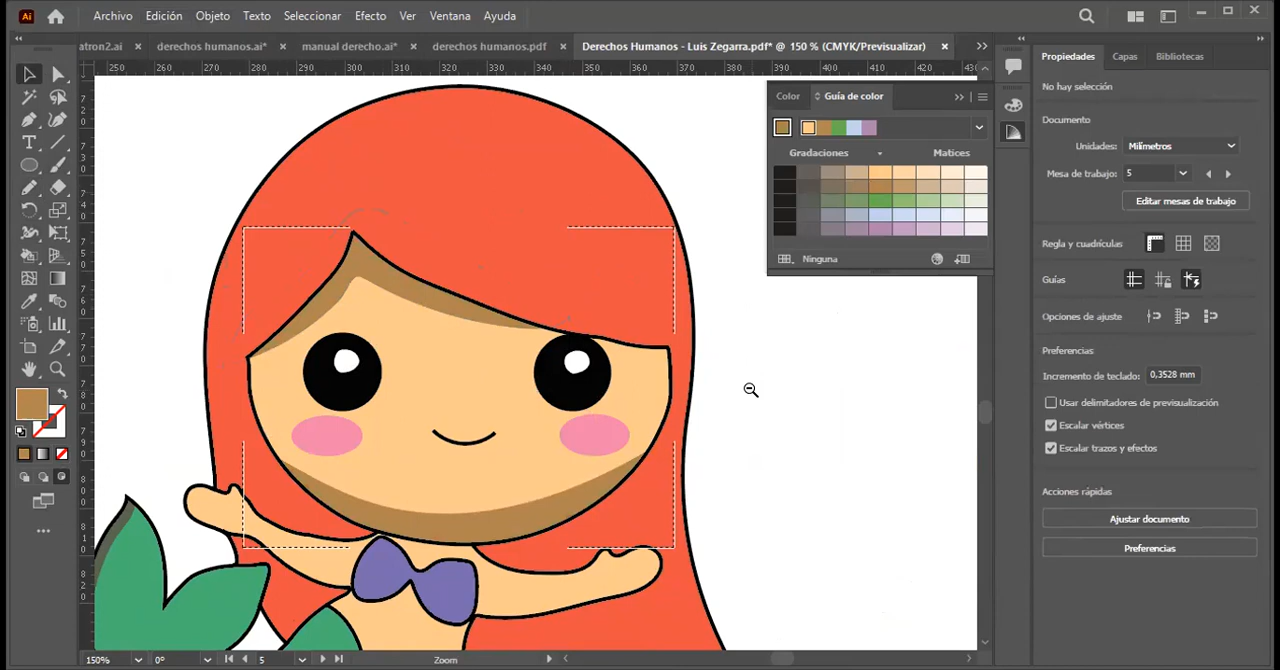 Ai Archivo Edición Objeto Texto Seleccionar Efecto Ver Ventana Ayuda
atron2.ai × derechos humanos.ai* × manual derecho.ai* × derechos humanos.pdf × Derechos Humanos - Luis Zegarra.pdf* @ 150 % (CMYK/Previsualizar) ×
250 260 270 280 290 300 310 320 330 340 350 360 370 380 390 400 410 420 430
Color Guía de color
Gradaciones Matices
Ninguna
Propiedades Capas Bibliotecas
No hay selección
Documento
Unidades: Milímetros
Mesa de trabajo: 5
Editar mesas de trabajo
Regla y cuadrículas
Guías
Opciones de ajuste
Preferencias
Incremento de teclado: 0,3528 mm
Usar delimitadores de previsualización
Escalar vértices
Escalar trazos y efectos
Acciones rápidas
Ajustar documento
Preferencias
150% 0° 5 Zoom